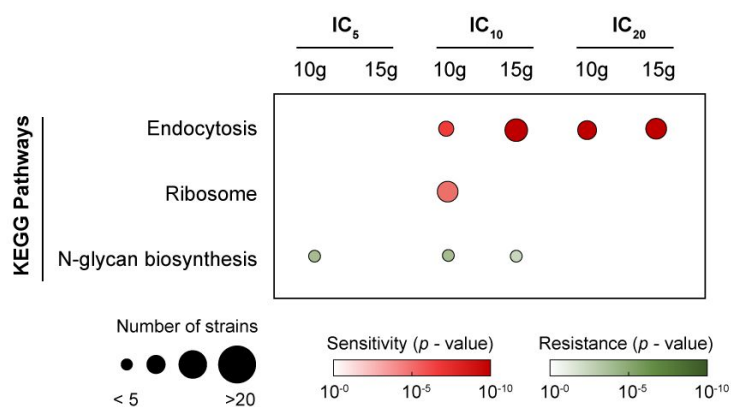 IC5 IC10 IC20
10g 15g 10g 15g 10g 15g
KEGG Pathways
Endocytosis
Ribosome
N-glycan biosynthesis
Number of strains
< 5 >20
Sensitivity (p - value)
10-0 10-5 10-10
Resistance (p - value)
10-0 10-5 10-10